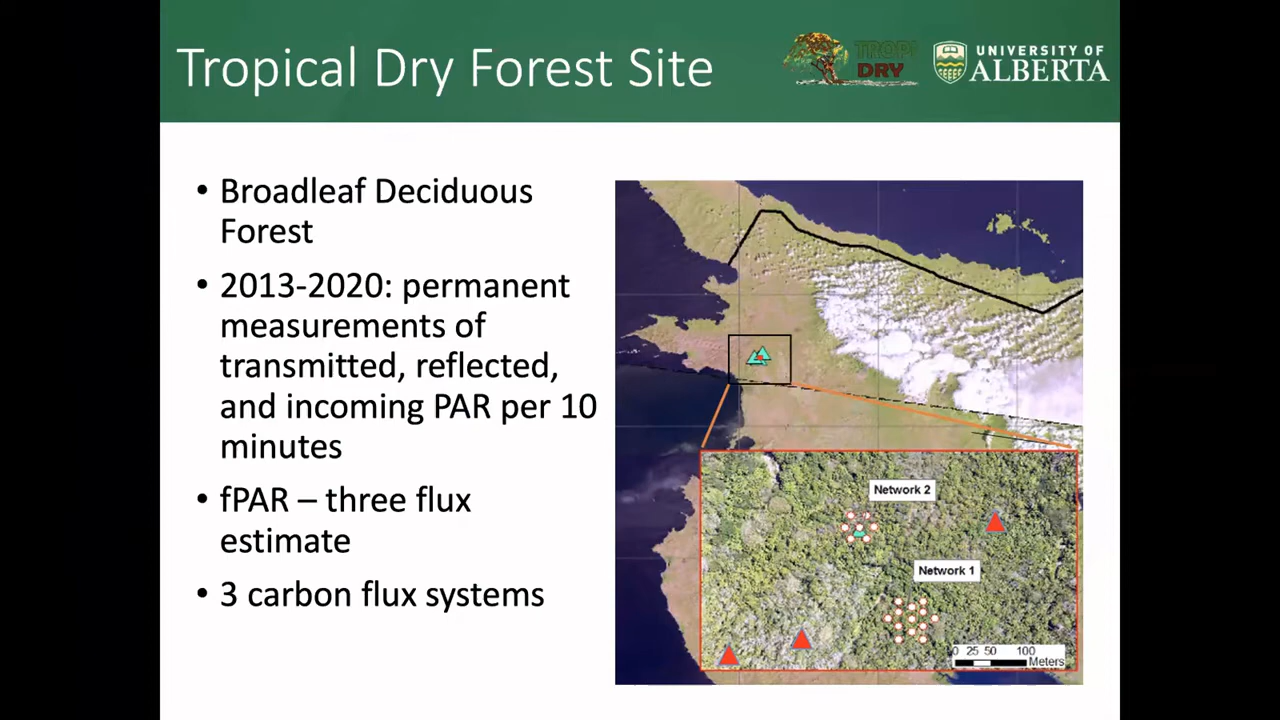 Tropical Dry Forest Site
TROPI
DRY
UNIVERSITY OF
ALBERTA
• Broadleaf Deciduous
Forest
• 2013-2020: permanent
measurements of
transmitted, reflected,
and incoming PAR per 10
minutes
• fPAR – three flux
estimate
• 3 carbon flux systems
Network 2
Network 1
0 25 50 100
Meters